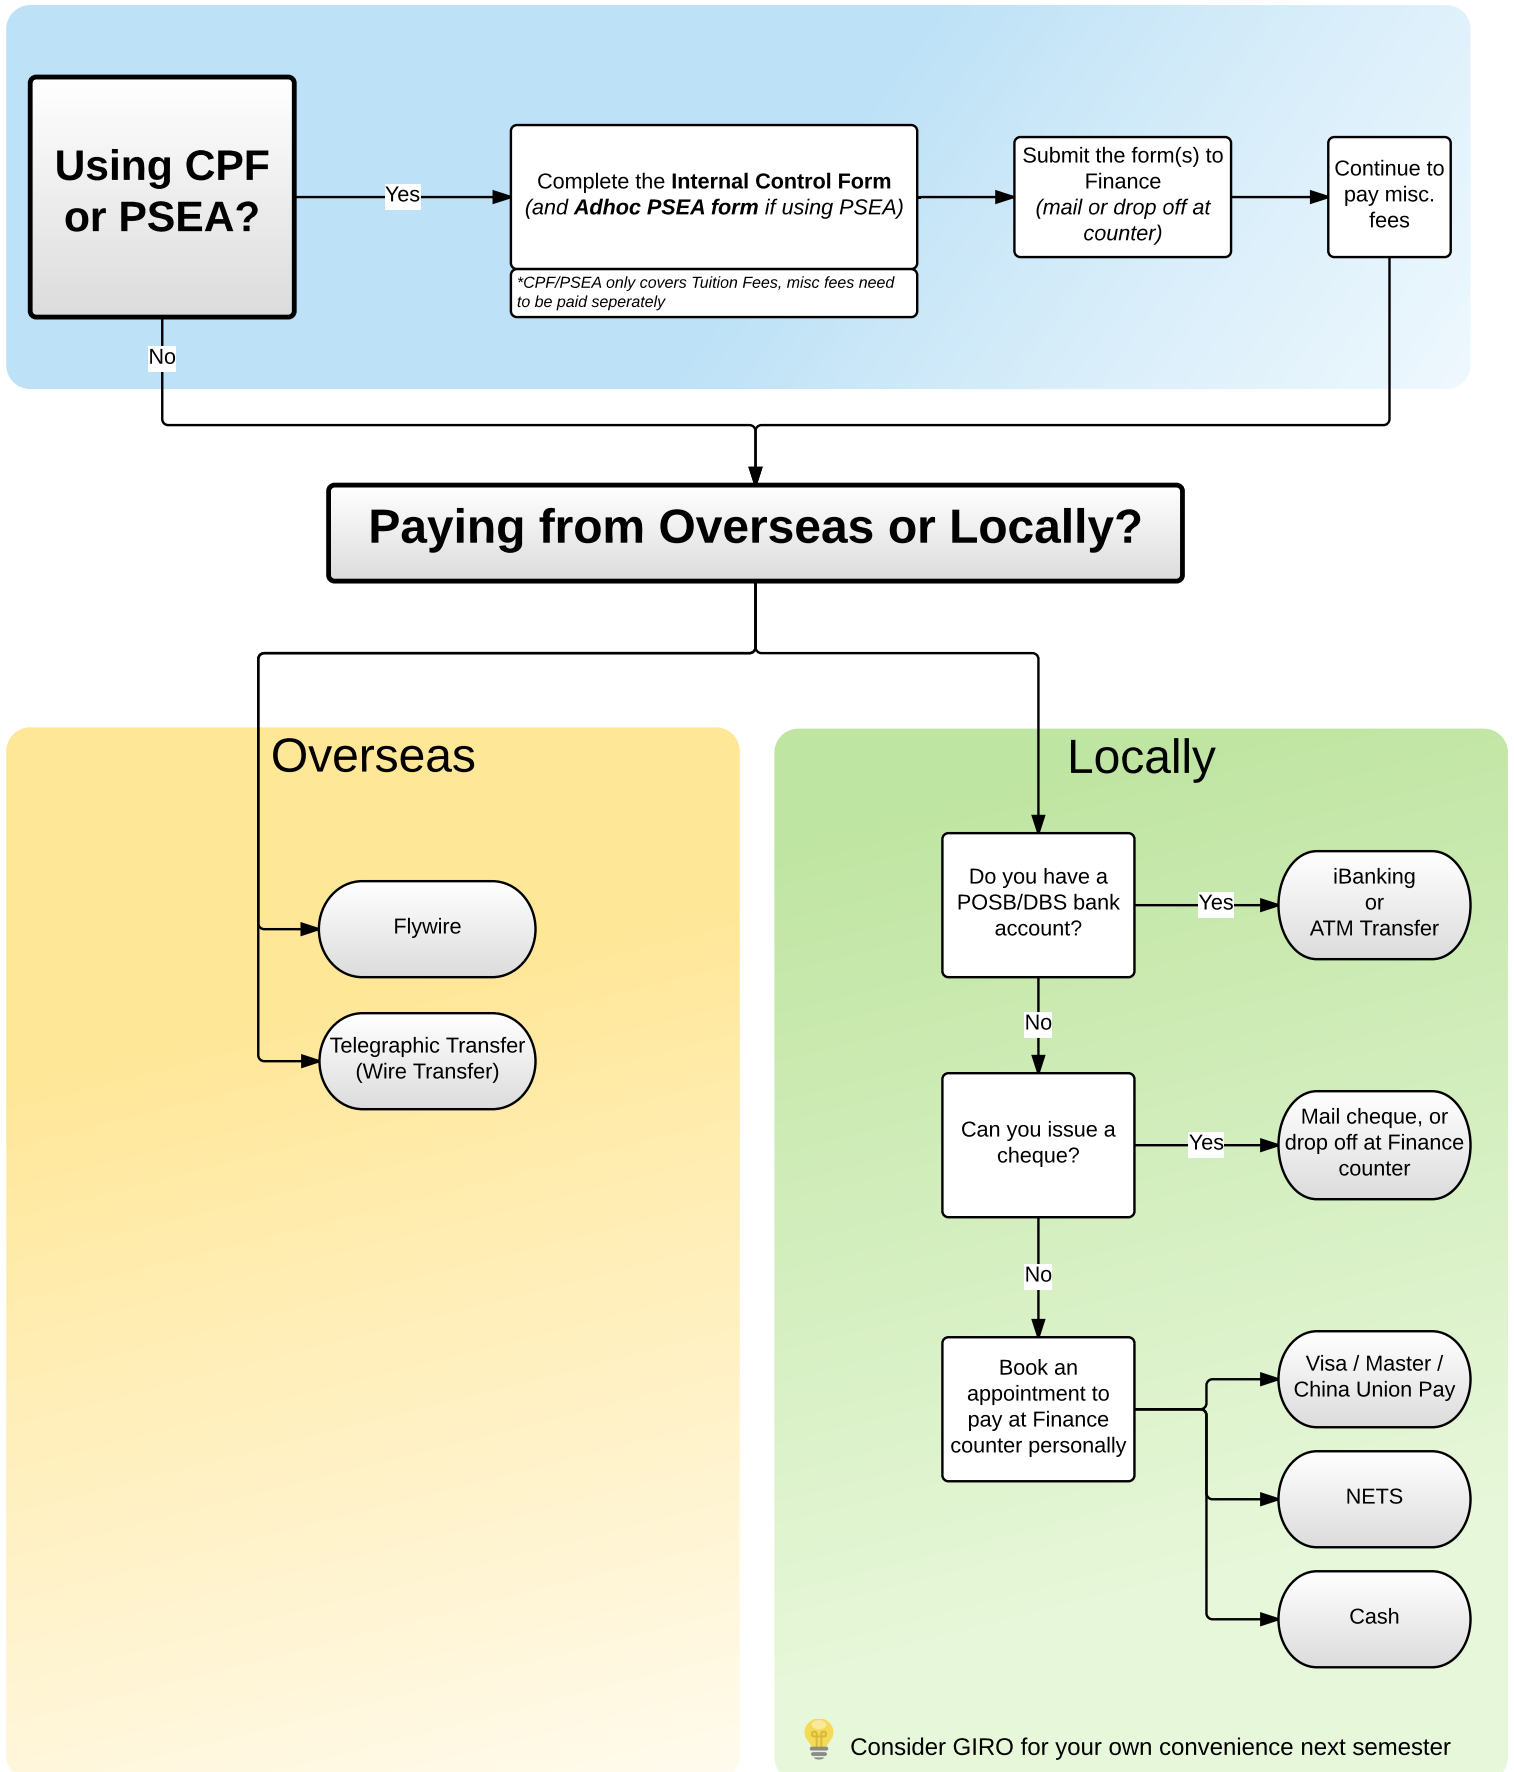 Using CPF
or PSEA?
Yes
Complete the Internal Control Form
(and Adhoc PSEA form if using PSEA)
*CPF/PSEA only covers Tuition Fees, misc fees need
to be paid seperately
Submit the form(s) to
Finance
(mail or drop off at
counter)
Continue to
pay misc.
fees
No
Paying from Overseas or Locally?
Overseas
Flywire
Telegraphic Transfer
(Wire Transfer)
Locally
Do you have a
POSB/DBS bank
account?
Yes
iBanking
or
ATM Transfer
No
Can you issue a
cheque?
Yes
Mail cheque, or
drop off at Finance
counter
No
Book an
appointment to
pay at Finance
counter personally
Visa / Master /
China Union Pay
NETS
Cash
Consider GIRO for your own convenience next semester